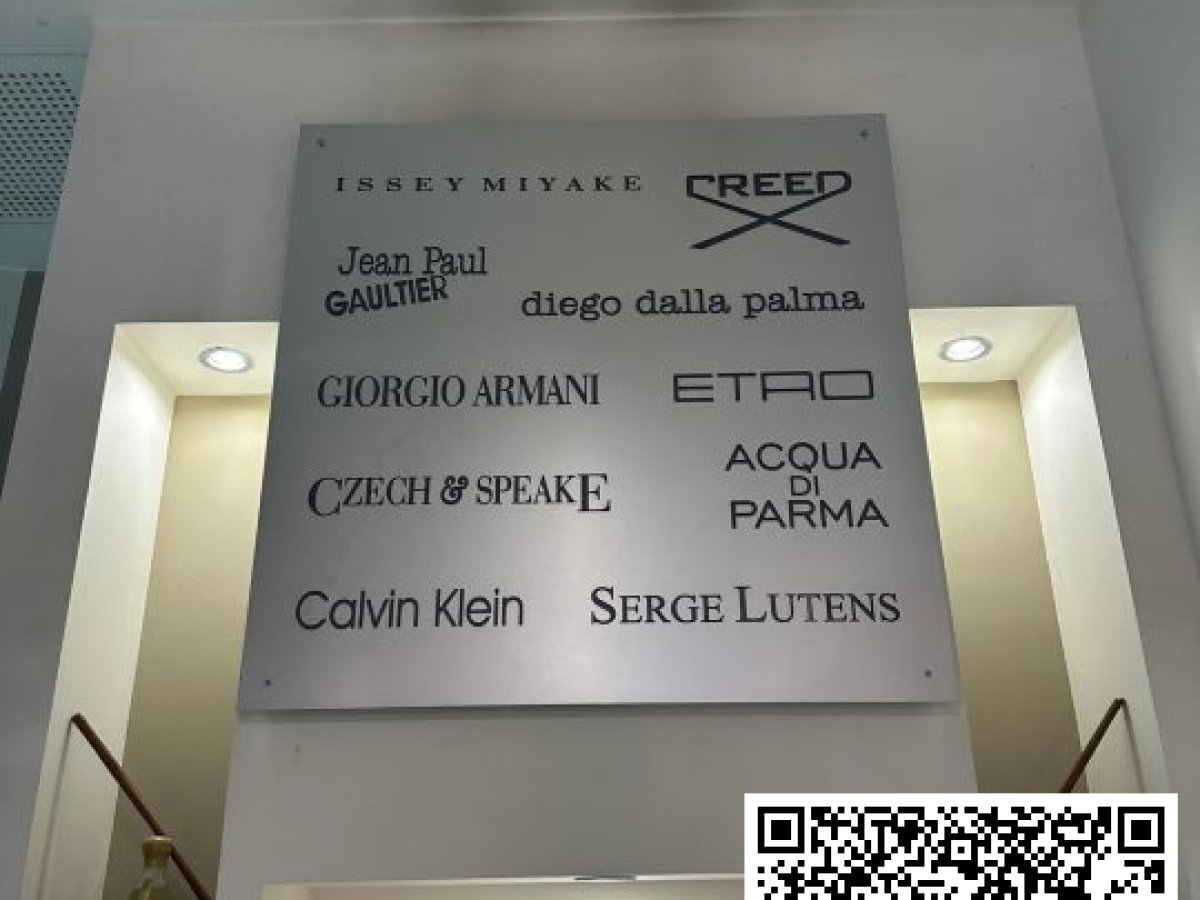 ISSEY MIYAKE
CREED
Jean Paul
GAULTIER
diego dalla palma
GIORGIO ARMANI
ETRO
CZECH & SPEAKE
ACQUA
DI
PARMA
Calvin Klein
SERGE LUTENS